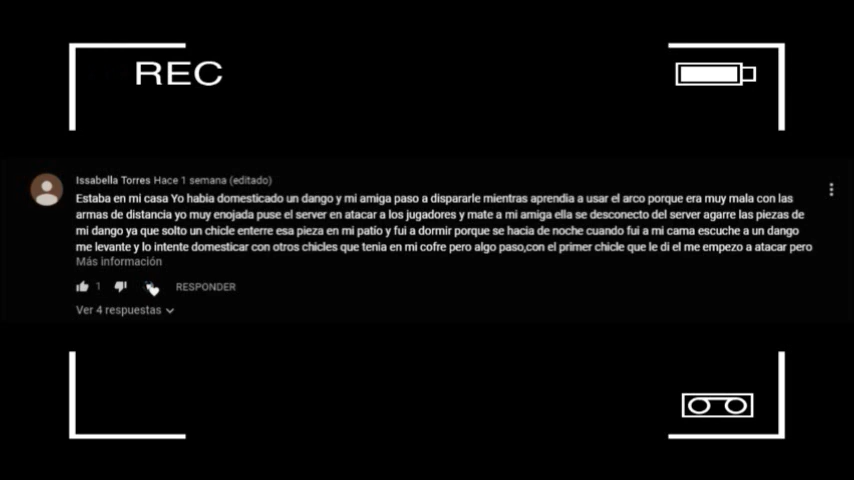 REC
Issabella Torres Hace 1 semana (editado)
Estaba en mi casa Yo habia domesticado un dango y mi amiga paso a dispararle mientras aprendia a usar el arco porque era muy mala con las
armas de distancia yo muy enojada puse el server en atacar a los jugadores y mate a mi amiga ella se desconecto del server agarre las piezas de
mi dango ya que solto un chicle enterre esa pieza en mi patío y fui a dormir porque se hacia de noche cuando fui a mi cama escuche a un dango
me levante y lo intente domesticar con otros chicles que tenia en mi cofre pero algo paso,con el primer chicle que le di el me empezo a atacar pero
Más información
1
RESPONDER
Ver 4 respuestas